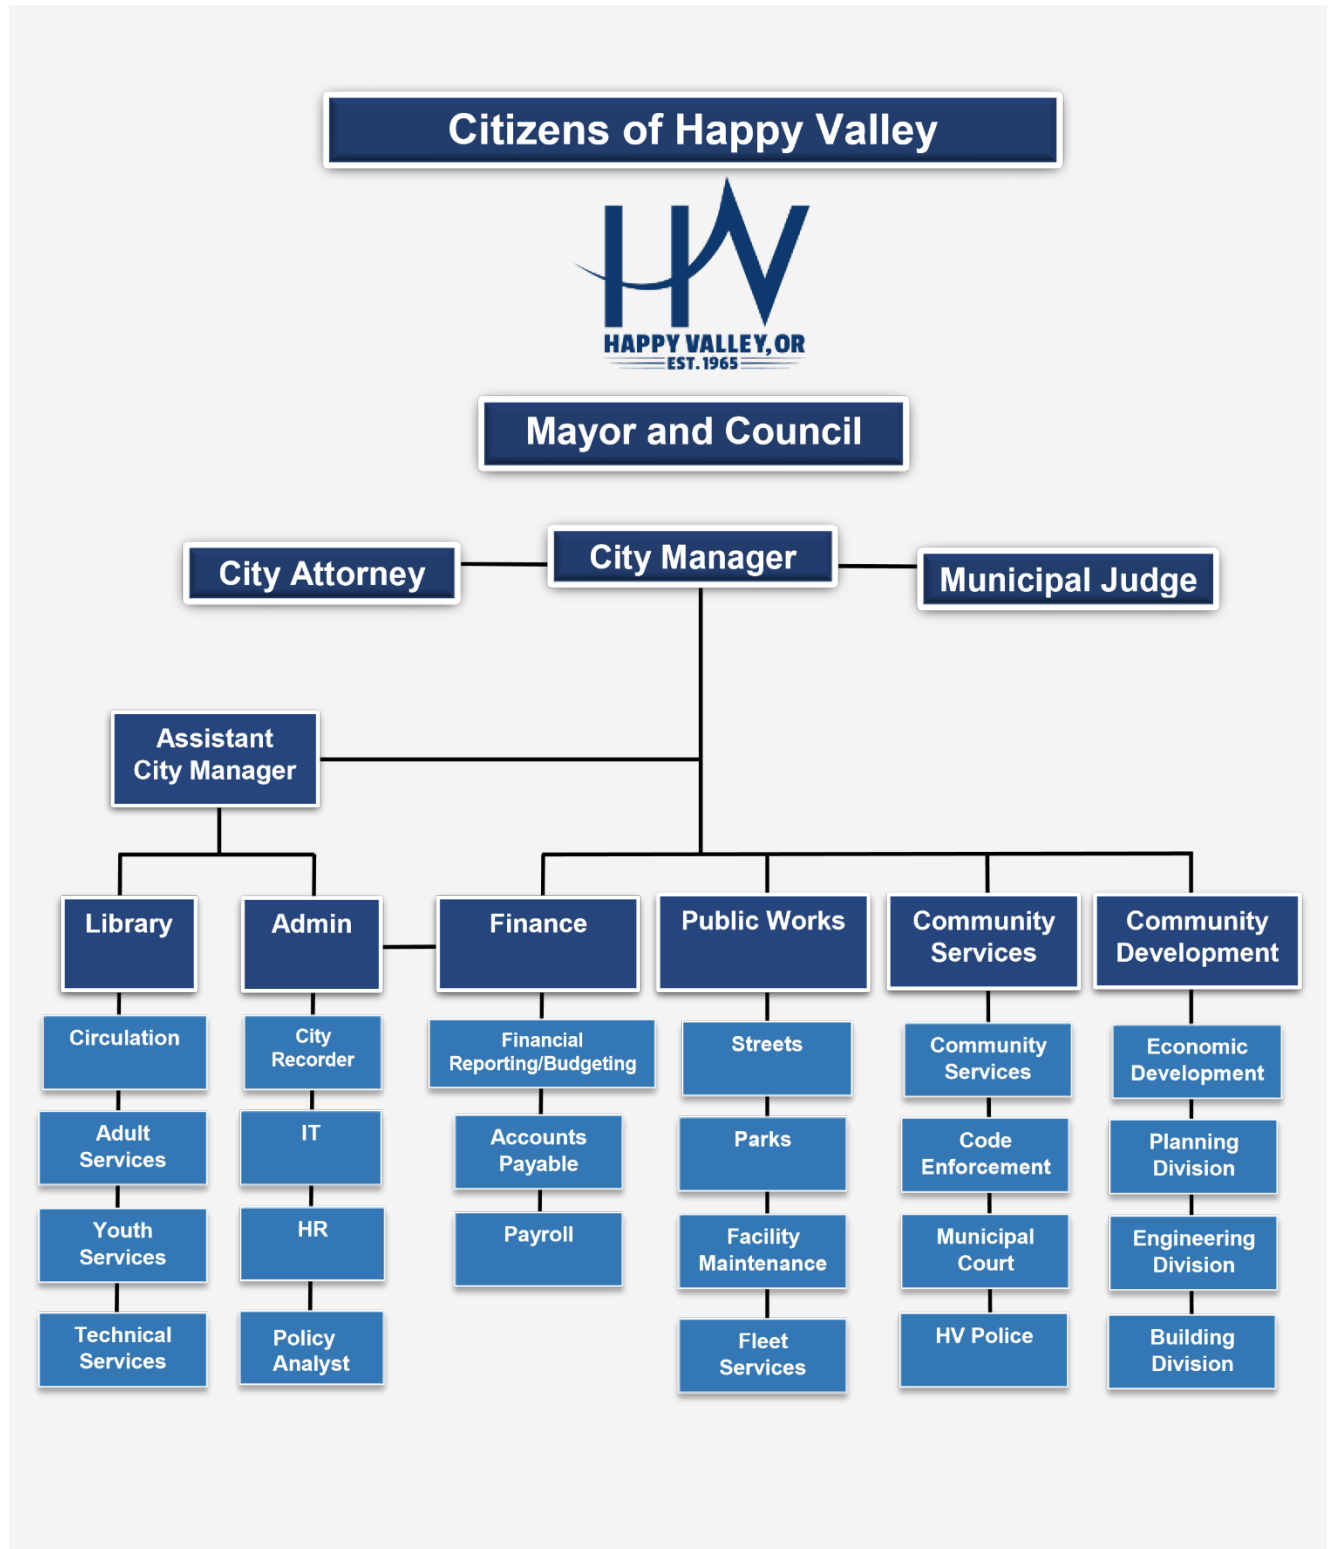 Citizens of Happy Valley
HV
HAPPY VALLEY, OR
EST. 1965
Mayor and Council
City Attorney
City Manager
Municipal Judge
Assistant
City Manager
Library
Circulation
Adult
Services
Youth
Services
Technical
Services
Admin
City
Recorder
IT
HR
Policy
Analyst
Finance
Financial
Reporting/Budgeting
Accounts
Payable
Payroll
Public Works
Streets
Parks
Facility
Maintenance
Fleet
Services
Community
Services
Community
Services
Code
Enforcement
Municipal
Court
HV Police
Community
Development
Economic
Development
Planning
Division
Engineering
Division
Building
Division